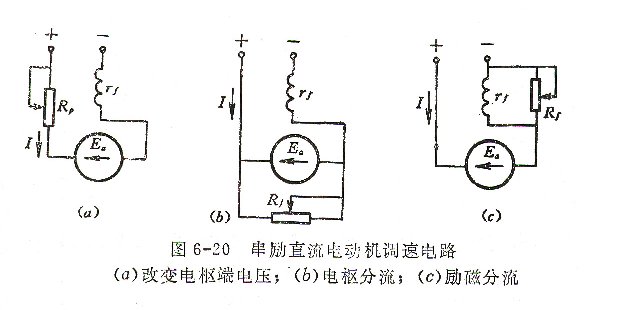 + − + − + −
I R_p r_f I r_f I r_f R_f
I E_a E_a E_a
R_f
(a) (b) (c)
图 6-20 串励直流电动机调速电路
(a)改变电枢端电压；(b)电枢分流；(c)励磁分流